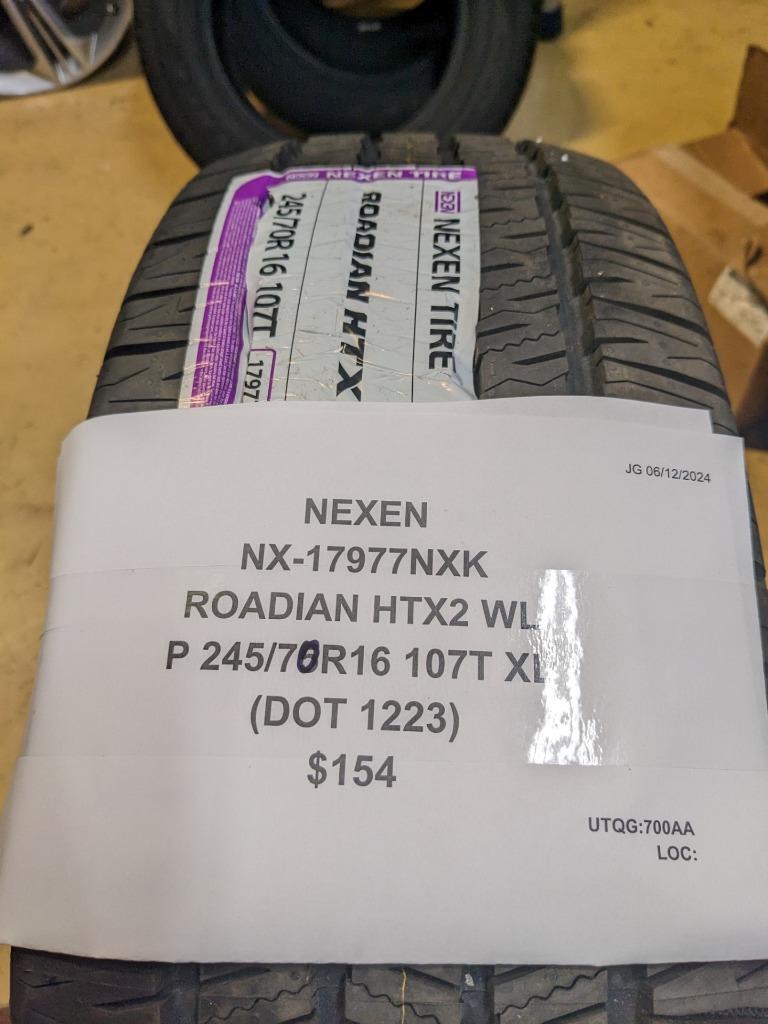 NEXEN TIRE
NEXEN TIRE
ROADIAN HTX
245/70R16 107T 1797
JG 06/12/2024
NEXEN
NX-17977NXK
ROADIAN HTX2 WL
P 245/70R16 107T XL
(DOT 1223)
$154
UTQG:700AA
LOC: